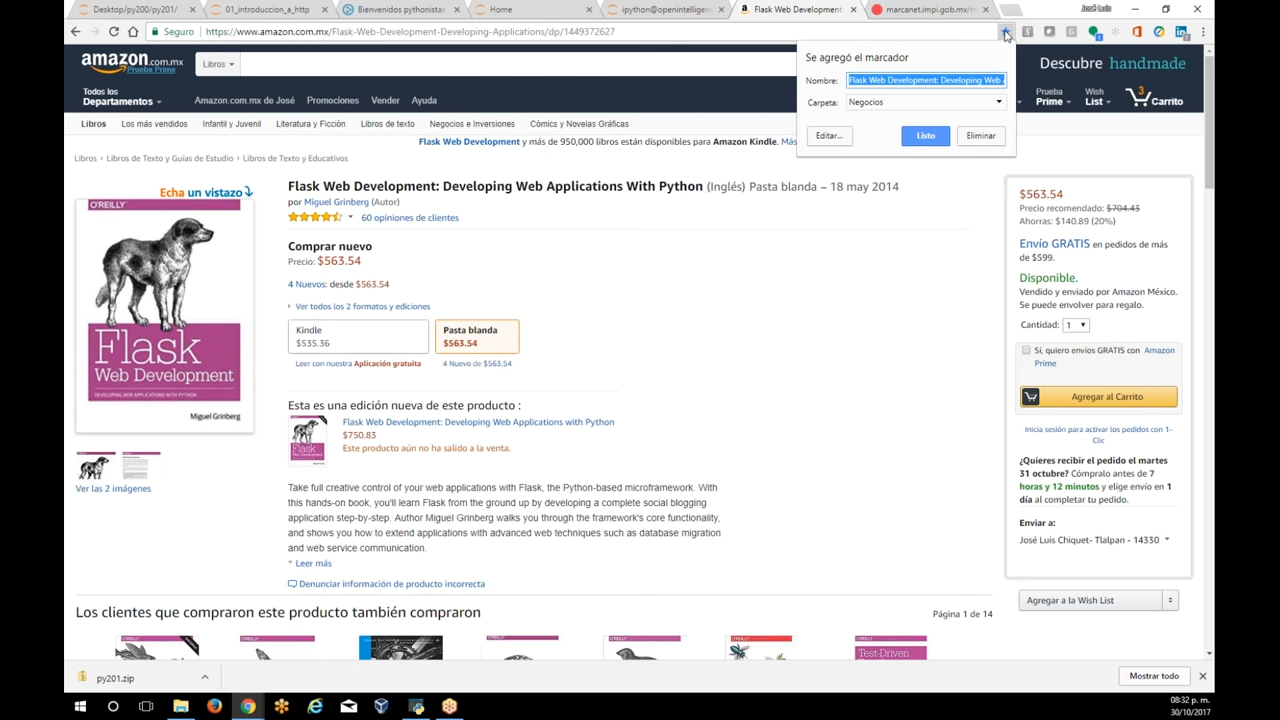 Desktop/py200/py201/
01_introduccion_a_http
Bienvenidos pythonistas
Home
ipython@openintelligen
Flask Web Development:
marcanet.impi.gob.mx/m
José Luis
Seguro
https://www.amazon.com.mx/Flask-Web-Development-Developing-Applications/dp/1449372627
amazon.com.mx
Prueba Prime
Libros
Descubre handmade
Todos los
Departamentos
Amazon.com.mx de José
Promociones
Vender
Ayuda
Prueba
Prime
Wish
List
3
Carrito
Se agregó el marcador
Nombre: Flask Web Development: Developing Web
Carpeta: Negocios
Editar...
Listo
Eliminar
Libros
Los más vendidos
Infantil y Juvenil
Literatura y Ficción
Libros de texto
Negocios e Inversiones
Cómics y Novelas Gráficas
Flask Web Development y más de 950,000 libros están disponibles para Amazon Kindle. Más
Libros › Libros de Texto y Guías de Estudio › Libros de Texto y Educativos
Echa un vistazo
O'REILLY
Flask
Web Development
DEVELOPING WEB APPLICATIONS WITH PYTHON
Miguel Grinberg
Ver las 2 imágenes
Flask Web Development: Developing Web Applications With Python (Inglés) Pasta blanda – 18 may 2014
por Miguel Grinberg (Autor)
60 opiniones de clientes
Comprar nuevo
Precio: $563.54
4 Nuevos: desde $563.54
Ver todos los 2 formatos y ediciones
Kindle
$535.36
Pasta blanda
$563.54
Leer con nuestra Aplicación gratuita
4 Nuevo de $563.54
Esta es una edición nueva de este producto :
Flask Web Development: Developing Web Applications with Python
$750.83
Este producto aún no ha salido a la venta.
Take full creative control of your web applications with Flask, the Python-based microframework. With
this hands-on book, you'll learn Flask from the ground up by developing a complete social blogging
application step-by-step. Author Miguel Grinberg walks you through the framework's core functionality,
and shows you how to extend applications with advanced web techniques such as database migration
and web service communication.
Leer más
Denunciar información de producto incorrecta
$563.54
Precio recomendado: $704.43
Ahorras: $140.89 (20%)
Envío GRATIS en pedidos de más
de $599.
Disponible.
Vendido y enviado por Amazon México.
Se puede envolver para regalo.
Cantidad: 1
Sí, quiero envíos GRATIS con Amazon
Prime
Agregar al Carrito
Inicia sesión para activar los pedidos con 1-
Clic
¿Quieres recibir el pedido el martes
31 octubre? Cómpralo antes de 7
horas y 12 minutos y elige envío en 1
día al completar tu pedido.
Enviar a:
José Luis Chiquet- Tlalpan - 14330
Agregar a la Wish List
Los clientes que compraron este producto también compraron
Página 1 de 14
Test-Driven
py201.zip
Mostrar todo
08:32 p. m.
30/10/2017